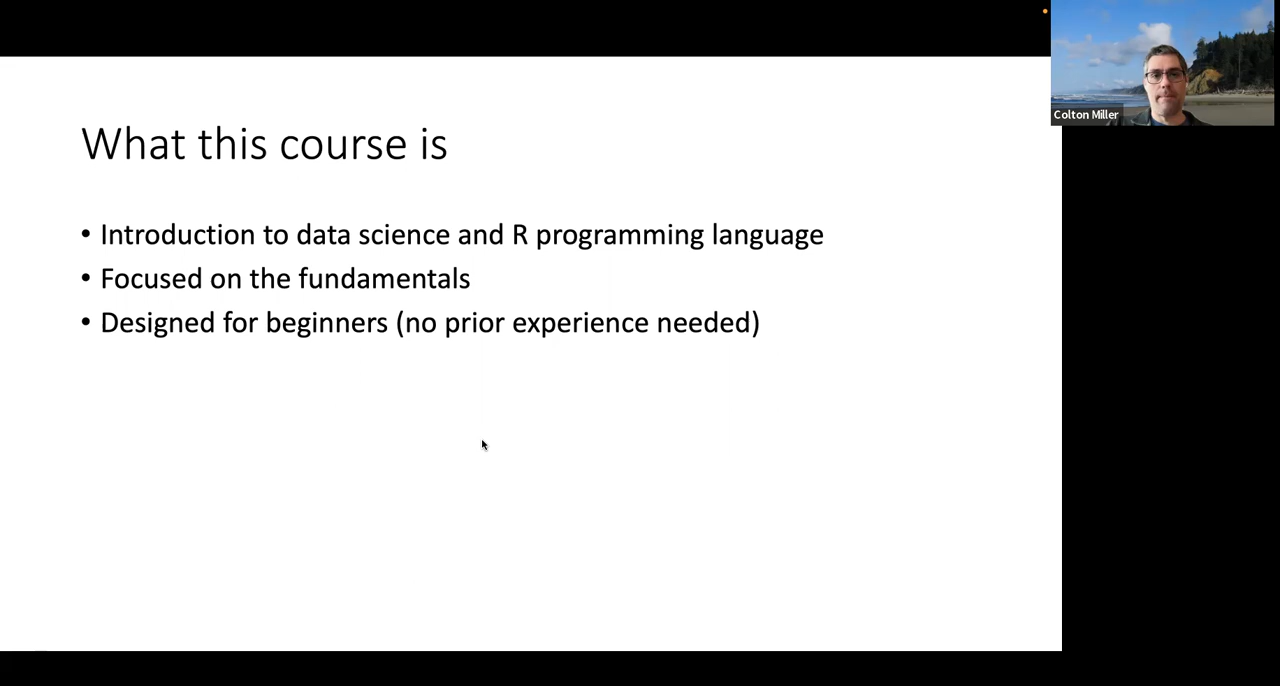 What this course is
• Introduction to data science and R programming language
• Focused on the fundamentals
• Designed for beginners (no prior experience needed)
Colton Miller